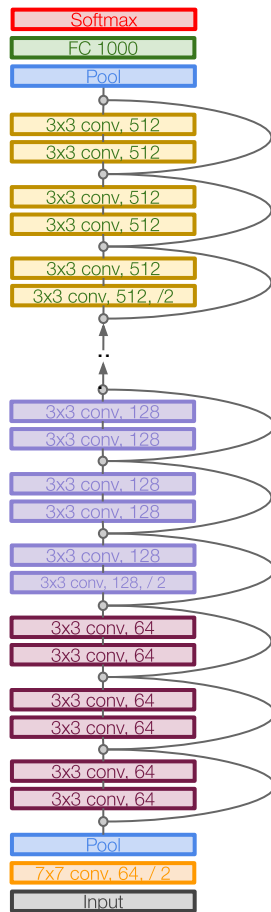 Softmax
FC 1000
Pool
3x3 conv, 512
3x3 conv, 512
3x3 conv, 512
3x3 conv, 512
3x3 conv, 512
3x3 conv, 512, /2
..
3x3 conv, 128
3x3 conv, 128
3x3 conv, 128
3x3 conv, 128
3x3 conv, 128
3x3 conv, 128, / 2
3x3 conv, 64
3x3 conv, 64
3x3 conv, 64
3x3 conv, 64
3x3 conv, 64
3x3 conv, 64
Pool
7x7 conv, 64, / 2
Input